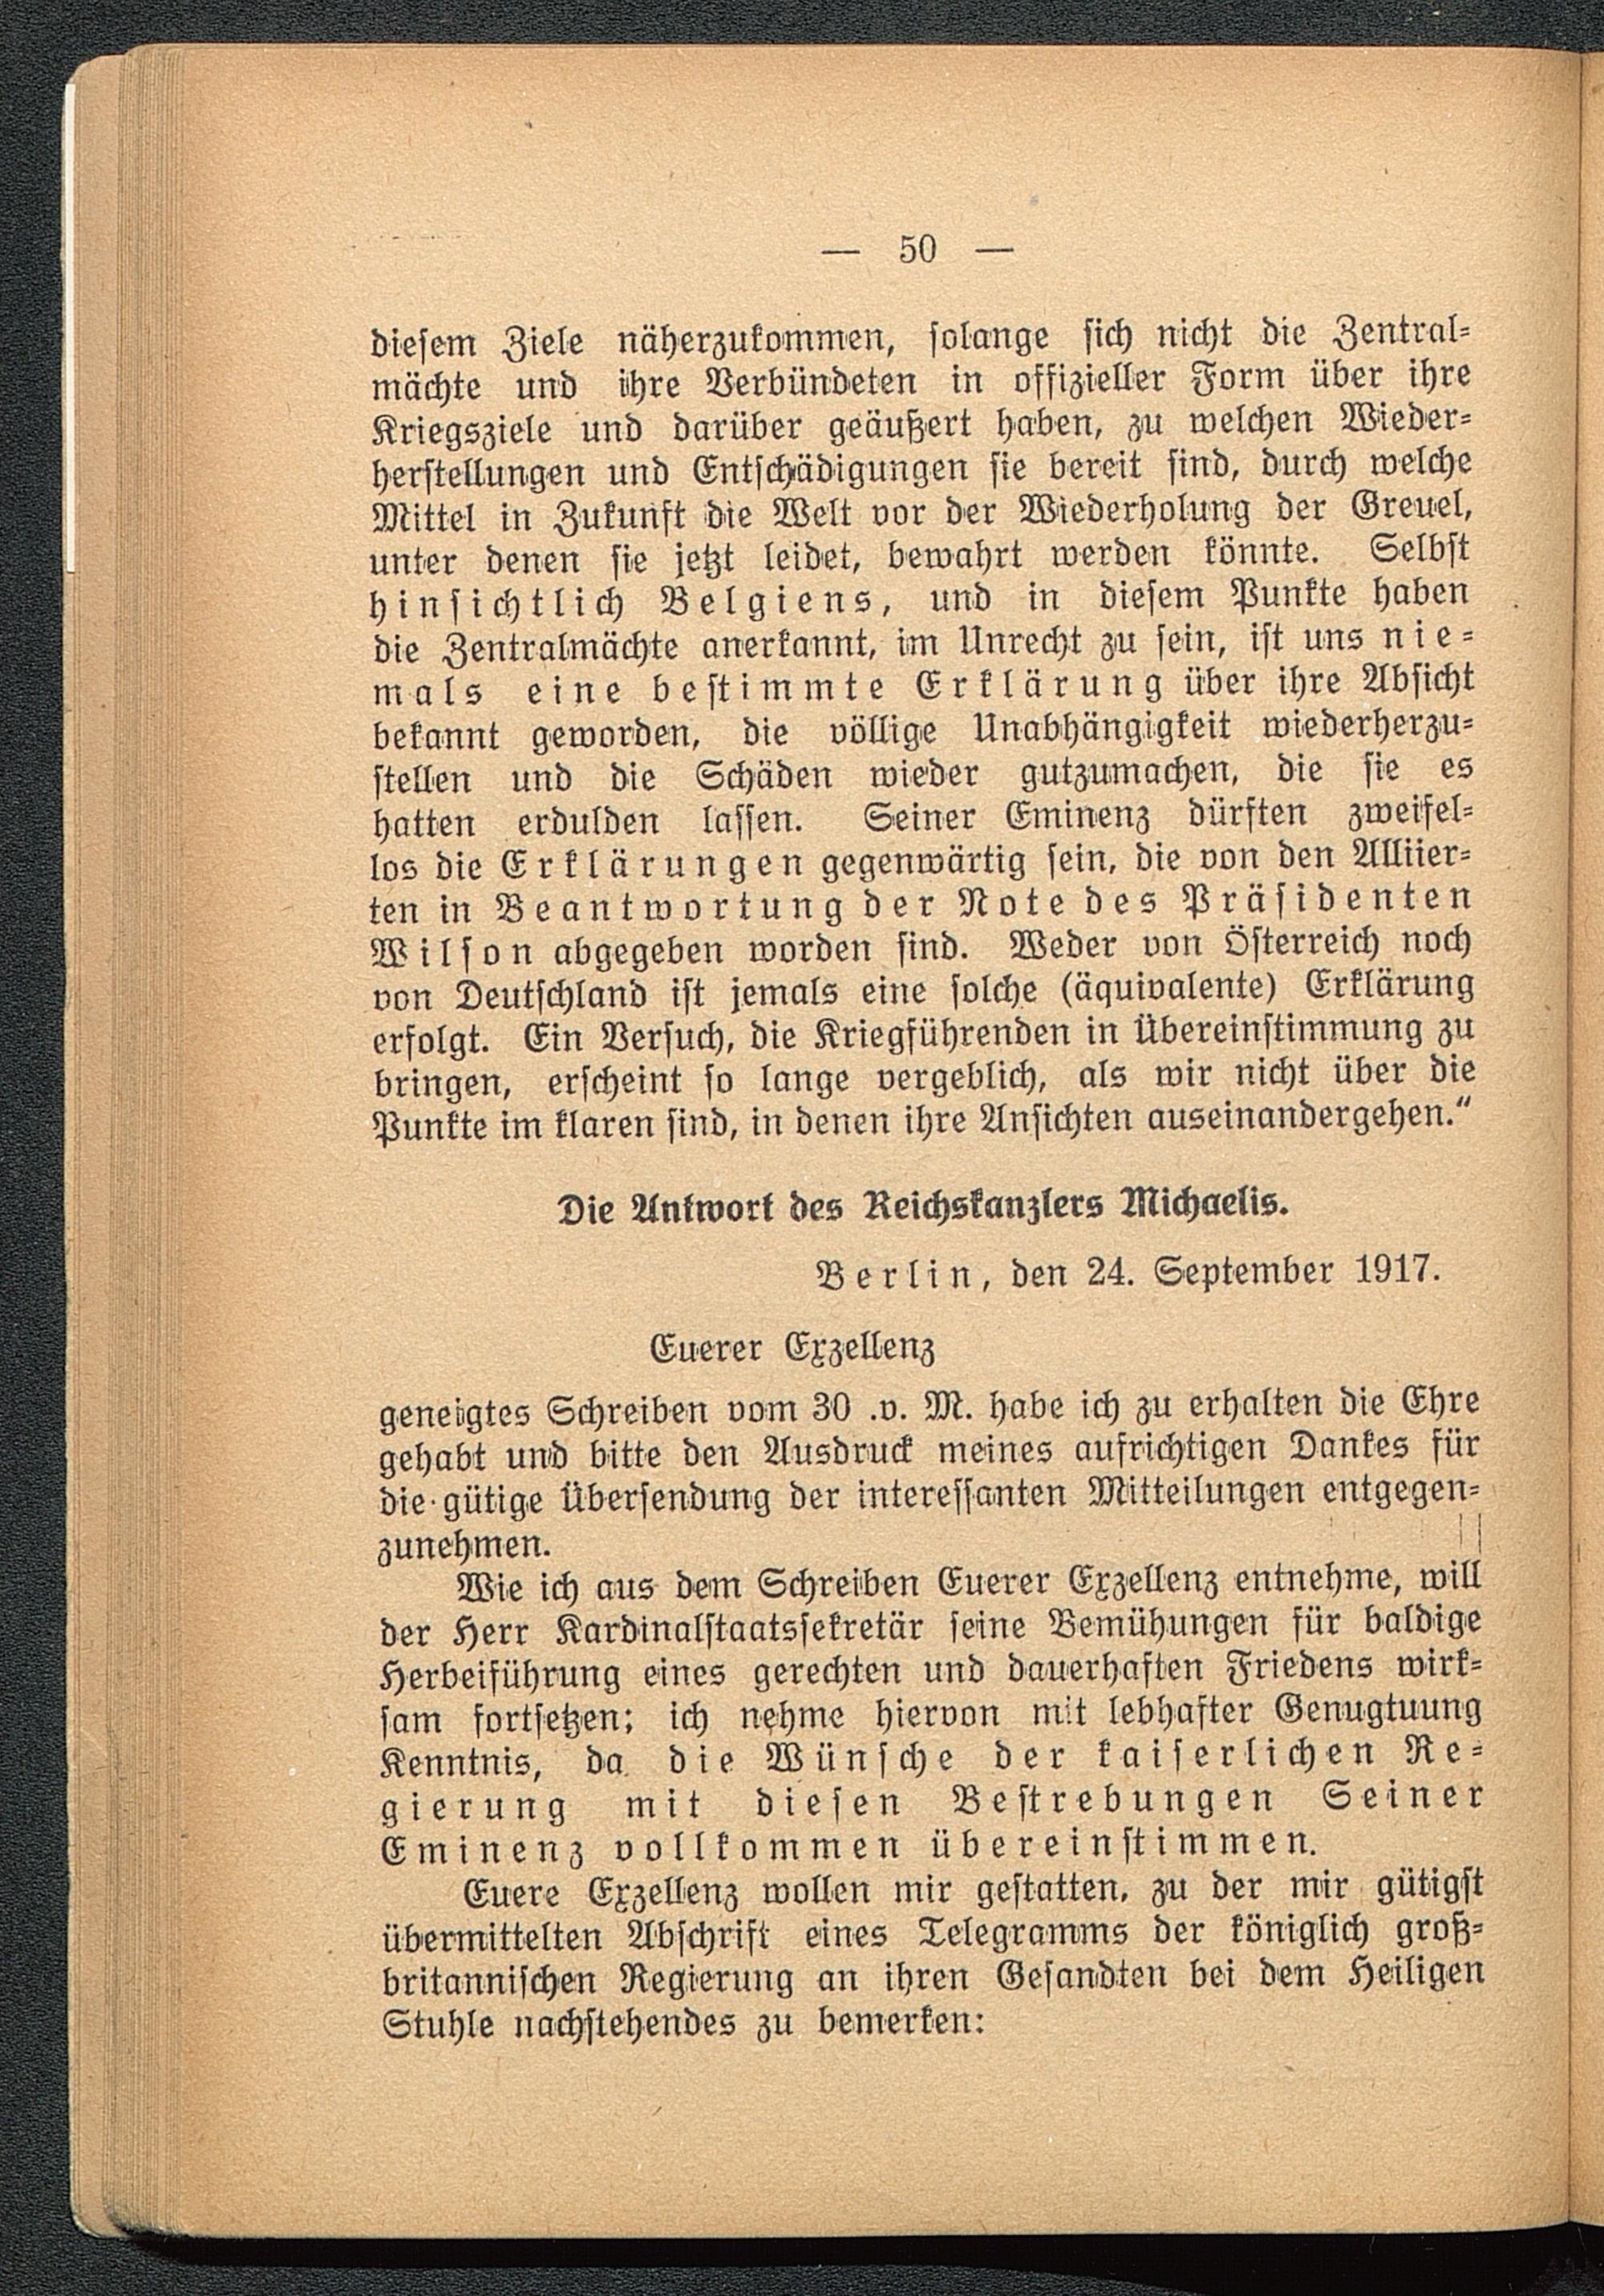 — 50 —
diesem Ziele näherzukommen, solange sich nicht die Zentral-
mächte und ihre Verbündeten in offizieller Form über ihre
Kriegsziele und darüber geäußert haben, zu welchen Wieder-
herstellungen und Entschädigungen sie bereit sind, durch welche
Mittel in Zukunft die Welt vor der Wiederholung der Greuel,
unter denen sie jetzt leidet, bewahrt werden könnte. Selbst
hinsichtlich Belgiens, und in diesem Punkte haben
die Zentralmächte anerkannt, im Unrecht zu sein, ist uns nie-
mals eine bestimmte Erklärung über ihre Absicht
bekannt geworden, die völlige Unabhängigkeit wiederherzu-
stellen und die Schäden wieder gutzumachen, die sie es
hatten erdulden lassen. Seiner Eminenz dürften zweifel-
los die Erklärungen gegenwärtig sein, die von den Alliier-
ten in Beantwortung der Note des Präsidenten
Wilson abgegeben worden sind. Weder von Österreich noch
von Deutschland ist jemals eine solche (äquivalente) Erklärung
erfolgt. Ein Versuch, die Kriegführenden in Übereinstimmung zu
bringen, erscheint so lange vergeblich, als wir nicht über die
Punkte im klaren sind, in denen ihre Ansichten auseinandergehen.“
Die Antwort des Reichskanzlers Michaelis.
Berlin, den 24. September 1917.
Euerer Exzellenz
geneigtes Schreiben vom 30 .v. M. habe ich zu erhalten die Ehre
gehabt und bitte den Ausdruck meines aufrichtigen Dankes für
die gütige Übersendung der interessanten Mitteilungen entgegen-
zunehmen.
Wie ich aus dem Schreiben Euerer Exzellenz entnehme, will
der Herr Kardinalstaatssekretär seine Bemühungen für baldige
Herbeiführung eines gerechten und dauerhaften Friedens wirk-
sam fortsetzen; ich nehme hiervon mit lebhafter Genugtuung
Kenntnis, da die Wünsche der kaiserlichen Re-
gierung mit diesen Bestrebungen Seiner
Eminenz vollkommen übereinstimmen.
Euere Exzellenz wollen mir gestatten, zu der mir gütigst
übermittelten Abschrift eines Telegramms der königlich groß-
britannischen Regierung an ihren Gesandten bei dem Heiligen
Stuhle nachstehendes zu bemerken: